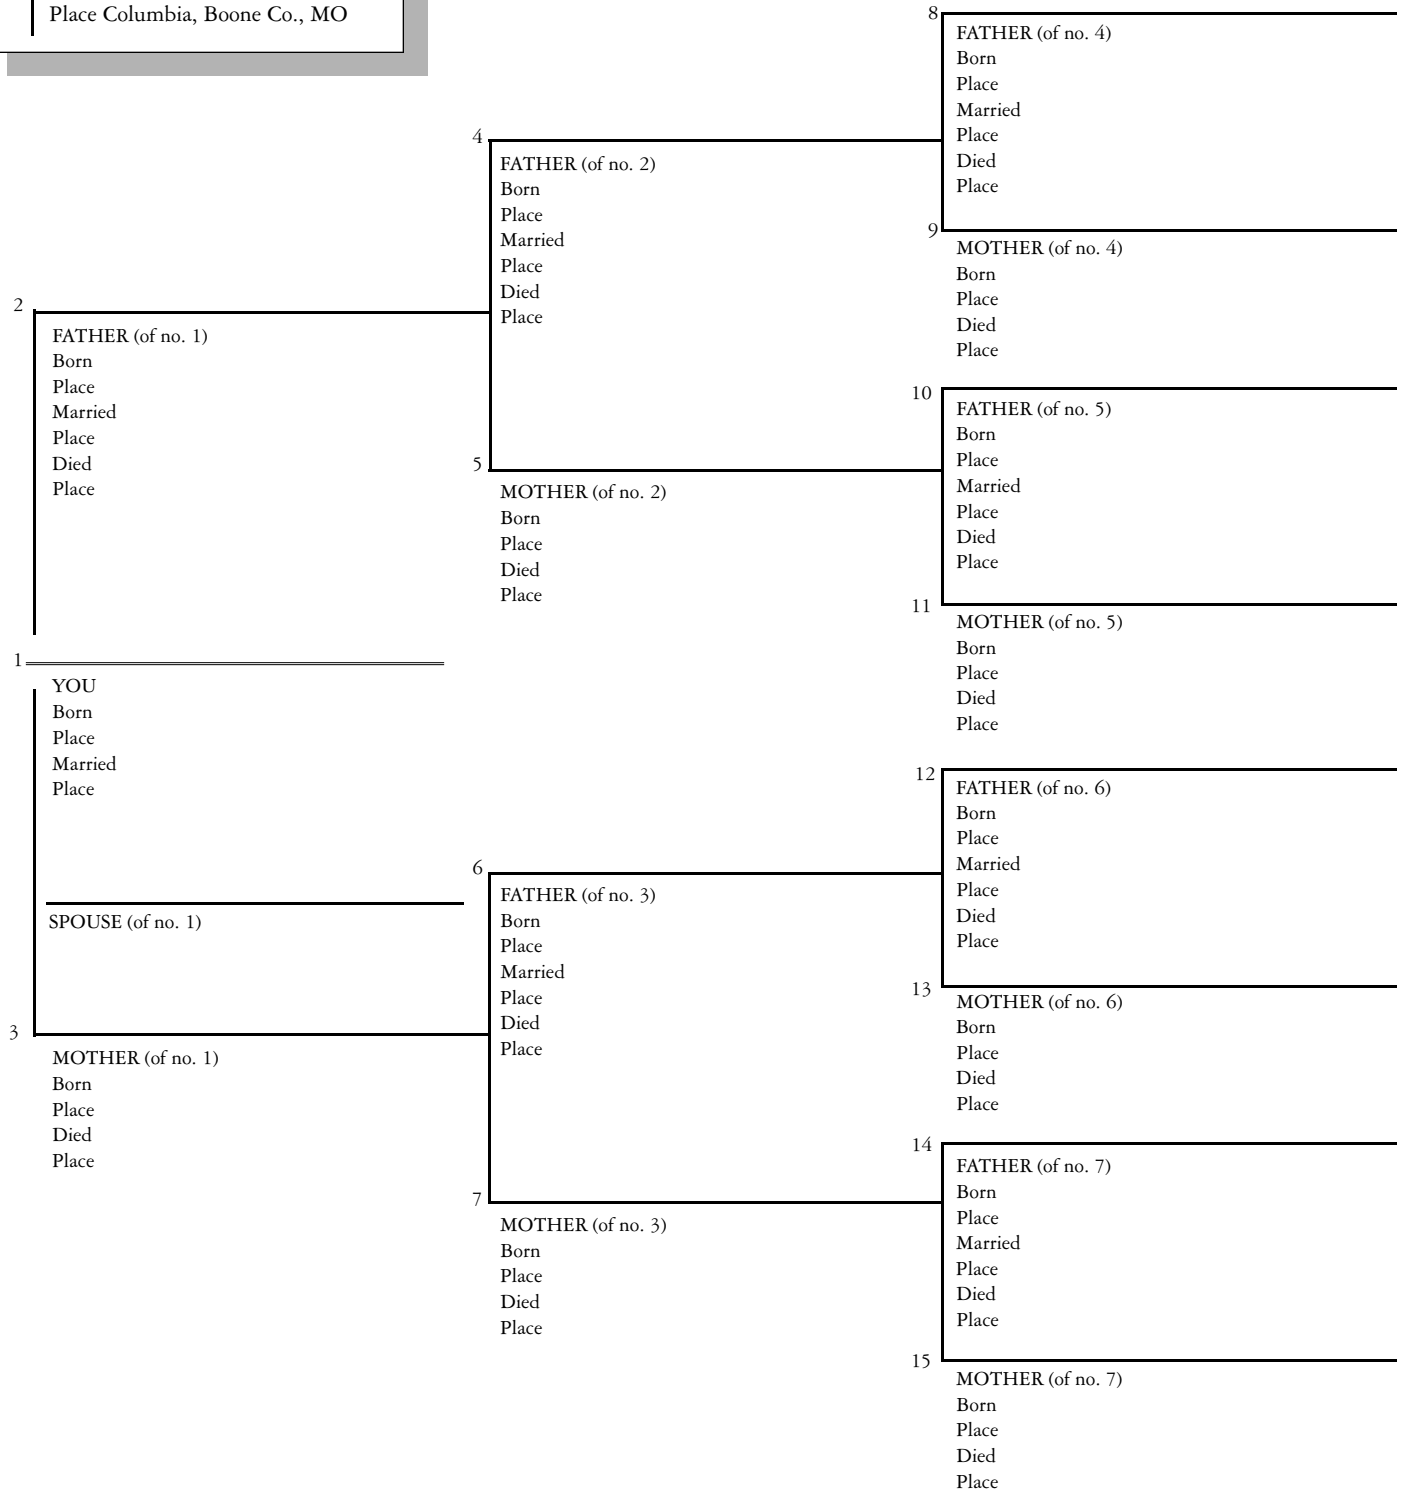 Place Columbia, Boone Co., MO
8
FATHER (of no. 4)
Born
Place
Married
Place
Died
Place
4
FATHER (of no. 2)
Born
Place
Married
Place
Died
Place
9
MOTHER (of no. 4)
Born
Place
Died
Place
2
FATHER (of no. 1)
Born
Place
Married
Place
Died
Place
10
FATHER (of no. 5)
Born
Place
Married
Place
Died
Place
5
MOTHER (of no. 2)
Born
Place
Died
Place
11
MOTHER (of no. 5)
Born
Place
Died
Place
1
YOU
Born
Place
Married
Place
SPOUSE (of no. 1)
12
FATHER (of no. 6)
Born
Place
Married
Place
Died
Place
6
FATHER (of no. 3)
Born
Place
Married
Place
Died
Place
13
MOTHER (of no. 6)
Born
Place
Died
Place
3
MOTHER (of no. 1)
Born
Place
Died
Place
14
FATHER (of no. 7)
Born
Place
Married
Place
Died
Place
7
MOTHER (of no. 3)
Born
Place
Died
Place
15
MOTHER (of no. 7)
Born
Place
Died
Place